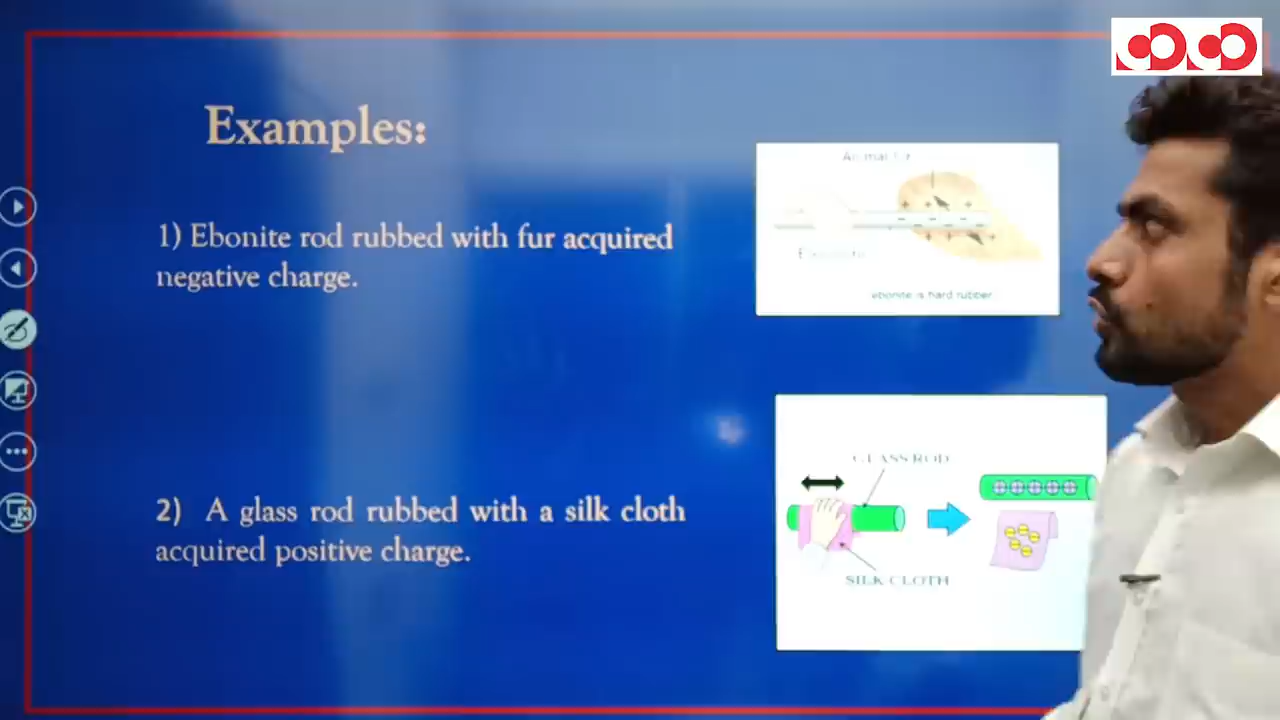 Examples:
1) Ebonite rod rubbed with fur acquired
negative charge.
ebonite is hard rubber
2) A glass rod rubbed with a silk cloth
acquired positive charge.
GLASS ROD
SILK CLOTH